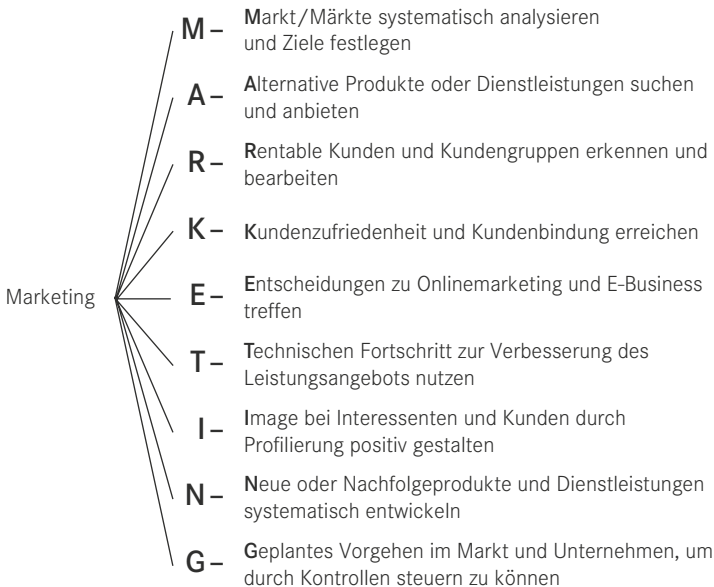 Marketing
M – Markt/Märkte systematisch analysieren
und Ziele festlegen
A – Alternative Produkte oder Dienstleistungen suchen
und anbieten
R – Rentable Kunden und Kundengruppen erkennen und
bearbeiten
K – Kundenzufriedenheit und Kundenbindung erreichen
E – Entscheidungen zu Onlinemarketing und E-Business
treffen
T – Technischen Fortschritt zur Verbesserung des
Leistungsangebots nutzen
I – Image bei Interessenten und Kunden durch
Profilierung positiv gestalten
N – Neue oder Nachfolgeprodukte und Dienstleistungen
systematisch entwickeln
G – Geplantes Vorgehen im Markt und Unternehmen, um
durch Kontrollen steuern zu können